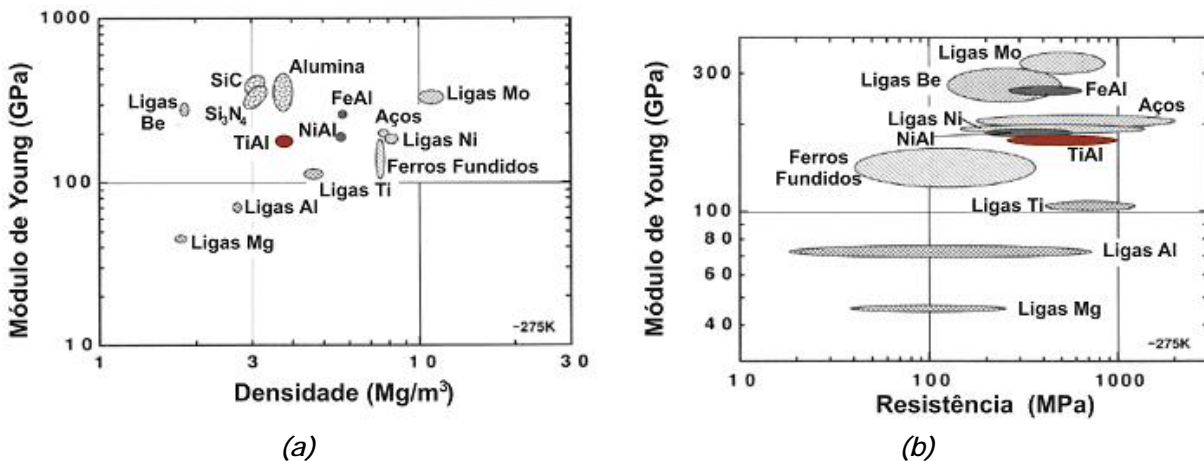 1000
Módulo de Young (GPa)
SiC
Alumina
Ligas
Be
Si₃N₄
FeAl
Ligas Mo
TiAl
NiAl
Aços
Ligas Ni
Ferros Fundidos
100
Ligas Ti
Ligas Al
Ligas Mg
~275K
10
1
3
10
30
Densidade (Mg/m³)
(a)
Módulo de Young (GPa)
Ligas Mo
300
Ligas Be
FeAl
Aços
Ligas Ni
NiAl
TiAl
Ferros
Fundidos
Ligas Ti
100
80
Ligas Al
60
Ligas Mg
40
~275K
10
100
1000
Resistência (MPa)
(b)